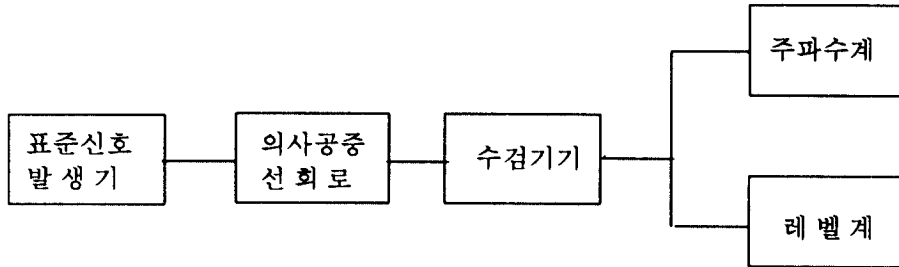 주파수계
표준신호
발 생 기
의사공중
선 회 로
수검기기
레 벨 계